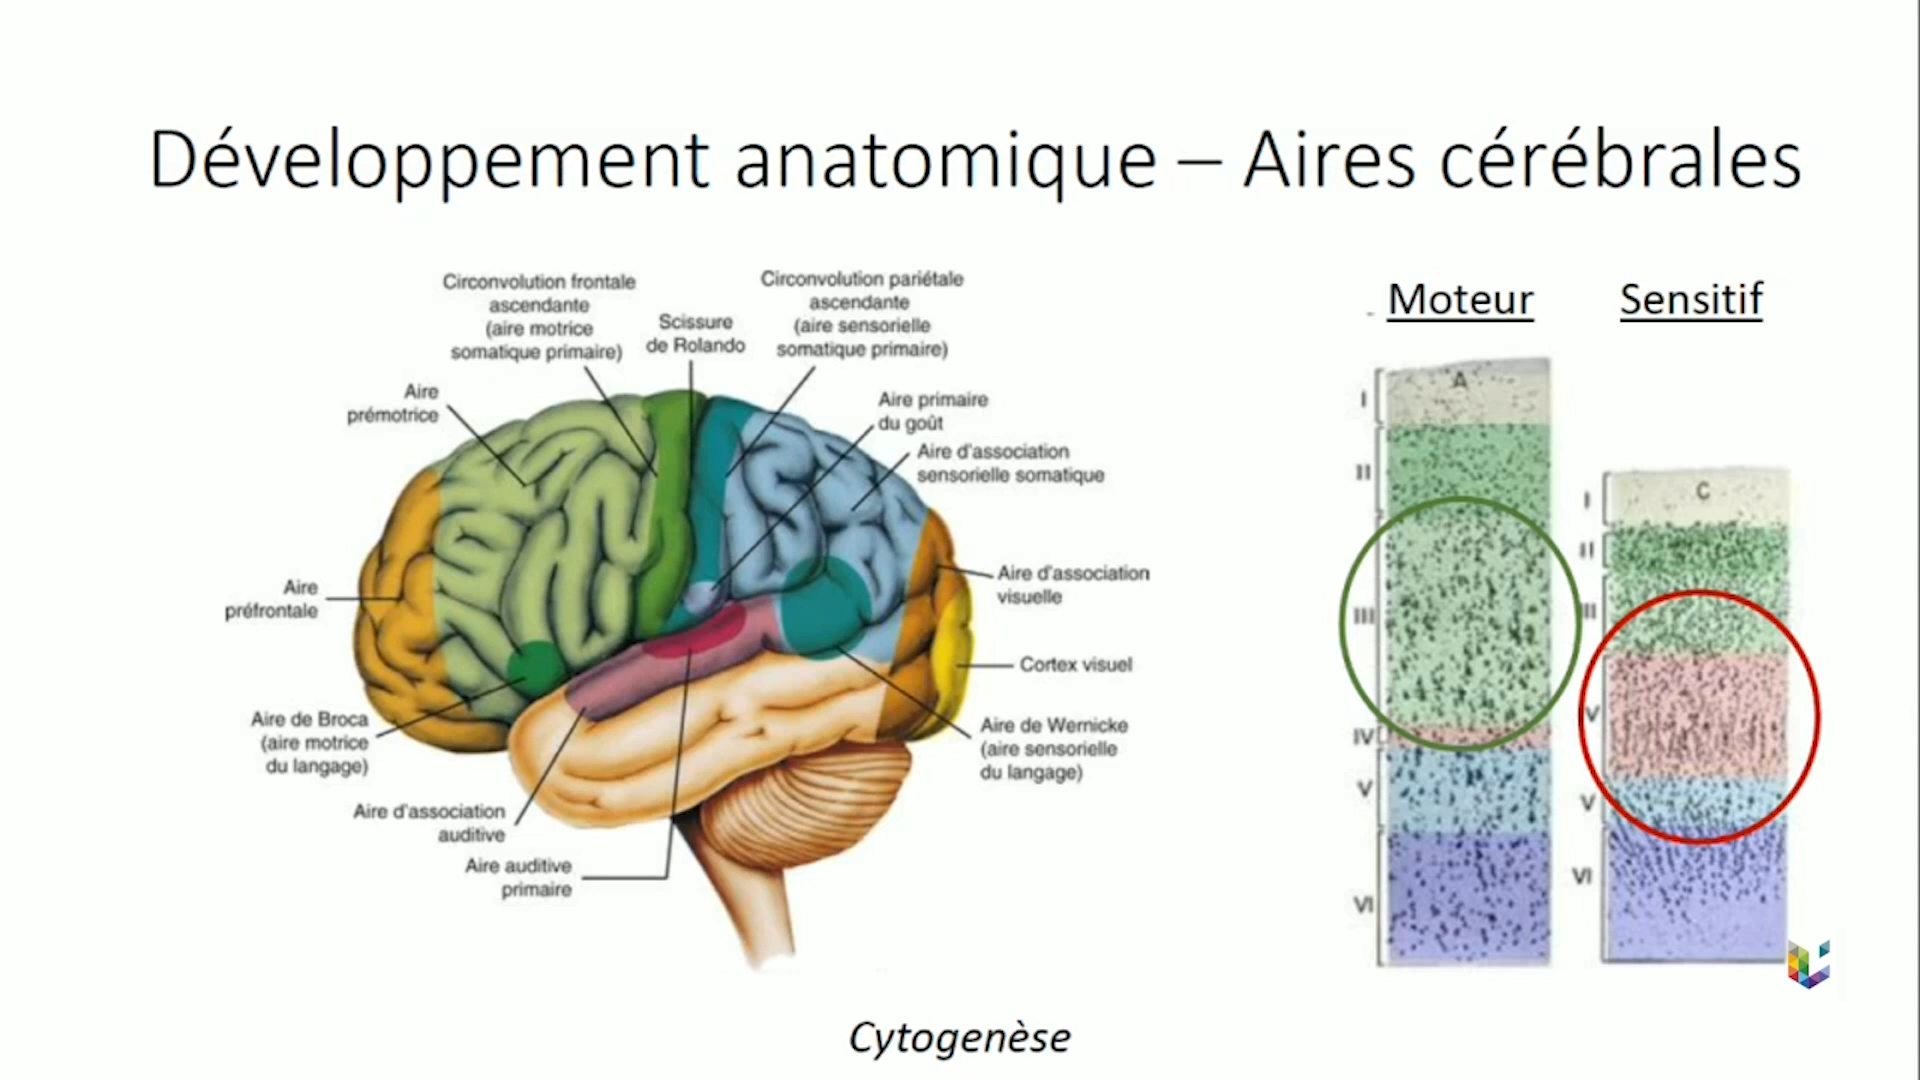 Développement anatomique – Aires cérébrales
Circonvolution frontale
ascendante
(aire motrice
somatique primaire)
Scissure
de Rolando
Circonvolution pariétale
ascendante
(aire sensorielle
somatique primaire)
Aire
prémotrice
Aire primaire
du goût
Aire d'association
sensorielle somatique
Aire
préfrontale
Aire d'association
visuelle
Cortex visuel
Aire de Broca
(aire motrice
du langage)
Aire de Wernicke
(aire sensorielle
du langage)
Aire d'association
auditive
Aire auditive
primaire
Moteur
A
I
II
III
IV
V
VI
Sensitif
C
I
II
III
V
V
VI
Cytogenèse